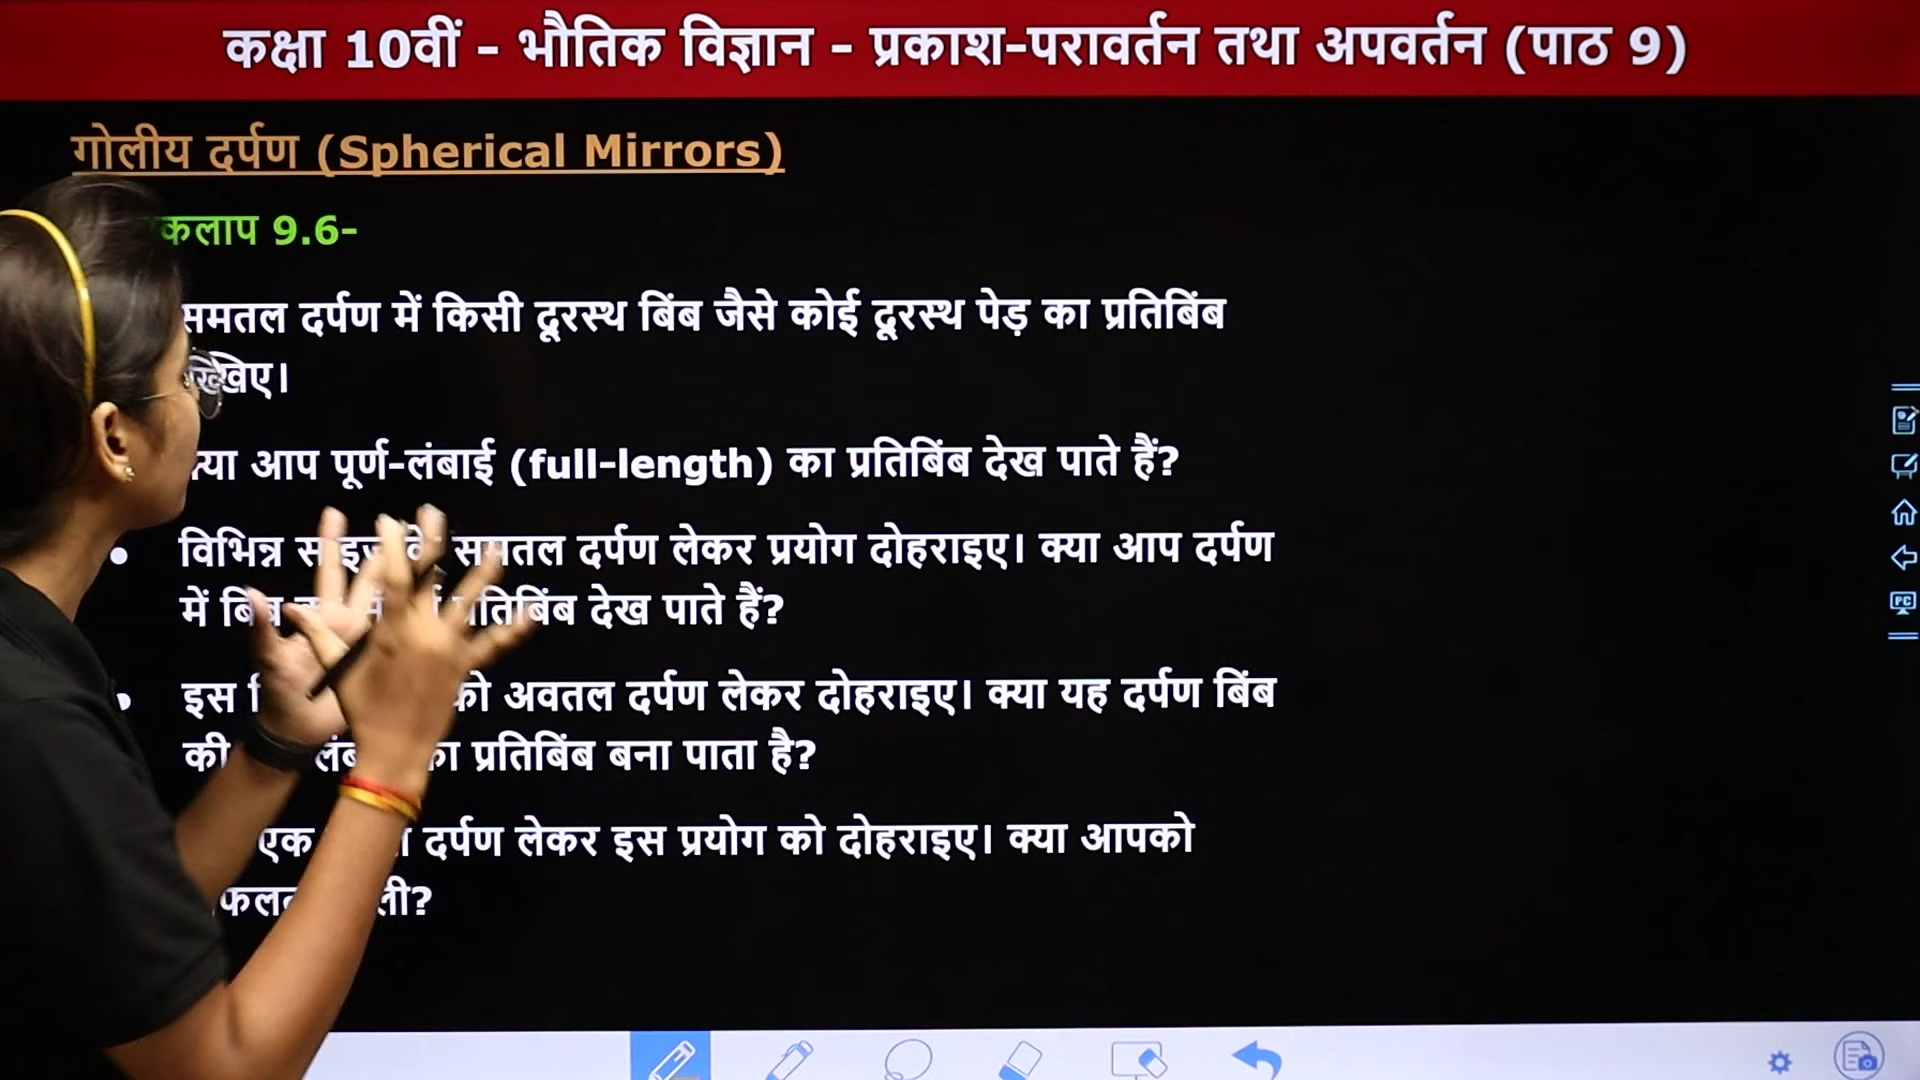 कक्षा 10वीं - भौतिक विज्ञान - प्रकाश-परावर्तन तथा अपवर्तन (पाठ 9)
गोलीय दर्पण (Spherical Mirrors)
कलाप 9.6-
समतल दर्पण में किसी दूरस्थ बिंब जैसे कोई दूरस्थ पेड़ का प्रतिबिंब
आप पूर्ण-लंबाई (full-length) का प्रतिबिंब देख पाते हैं?
विभिन्न समतल दर्पण लेकर प्रयोग दोहराइए। क्या आप दर्पण
में प्रतिबिंब देख पाते हैं?
इस को अवतल दर्पण लेकर दोहराइए। क्या यह दर्पण बिंब
की का प्रतिबिंब बना पाता है?
एक दर्पण लेकर इस प्रयोग को दोहराइए। क्या आपको
PC